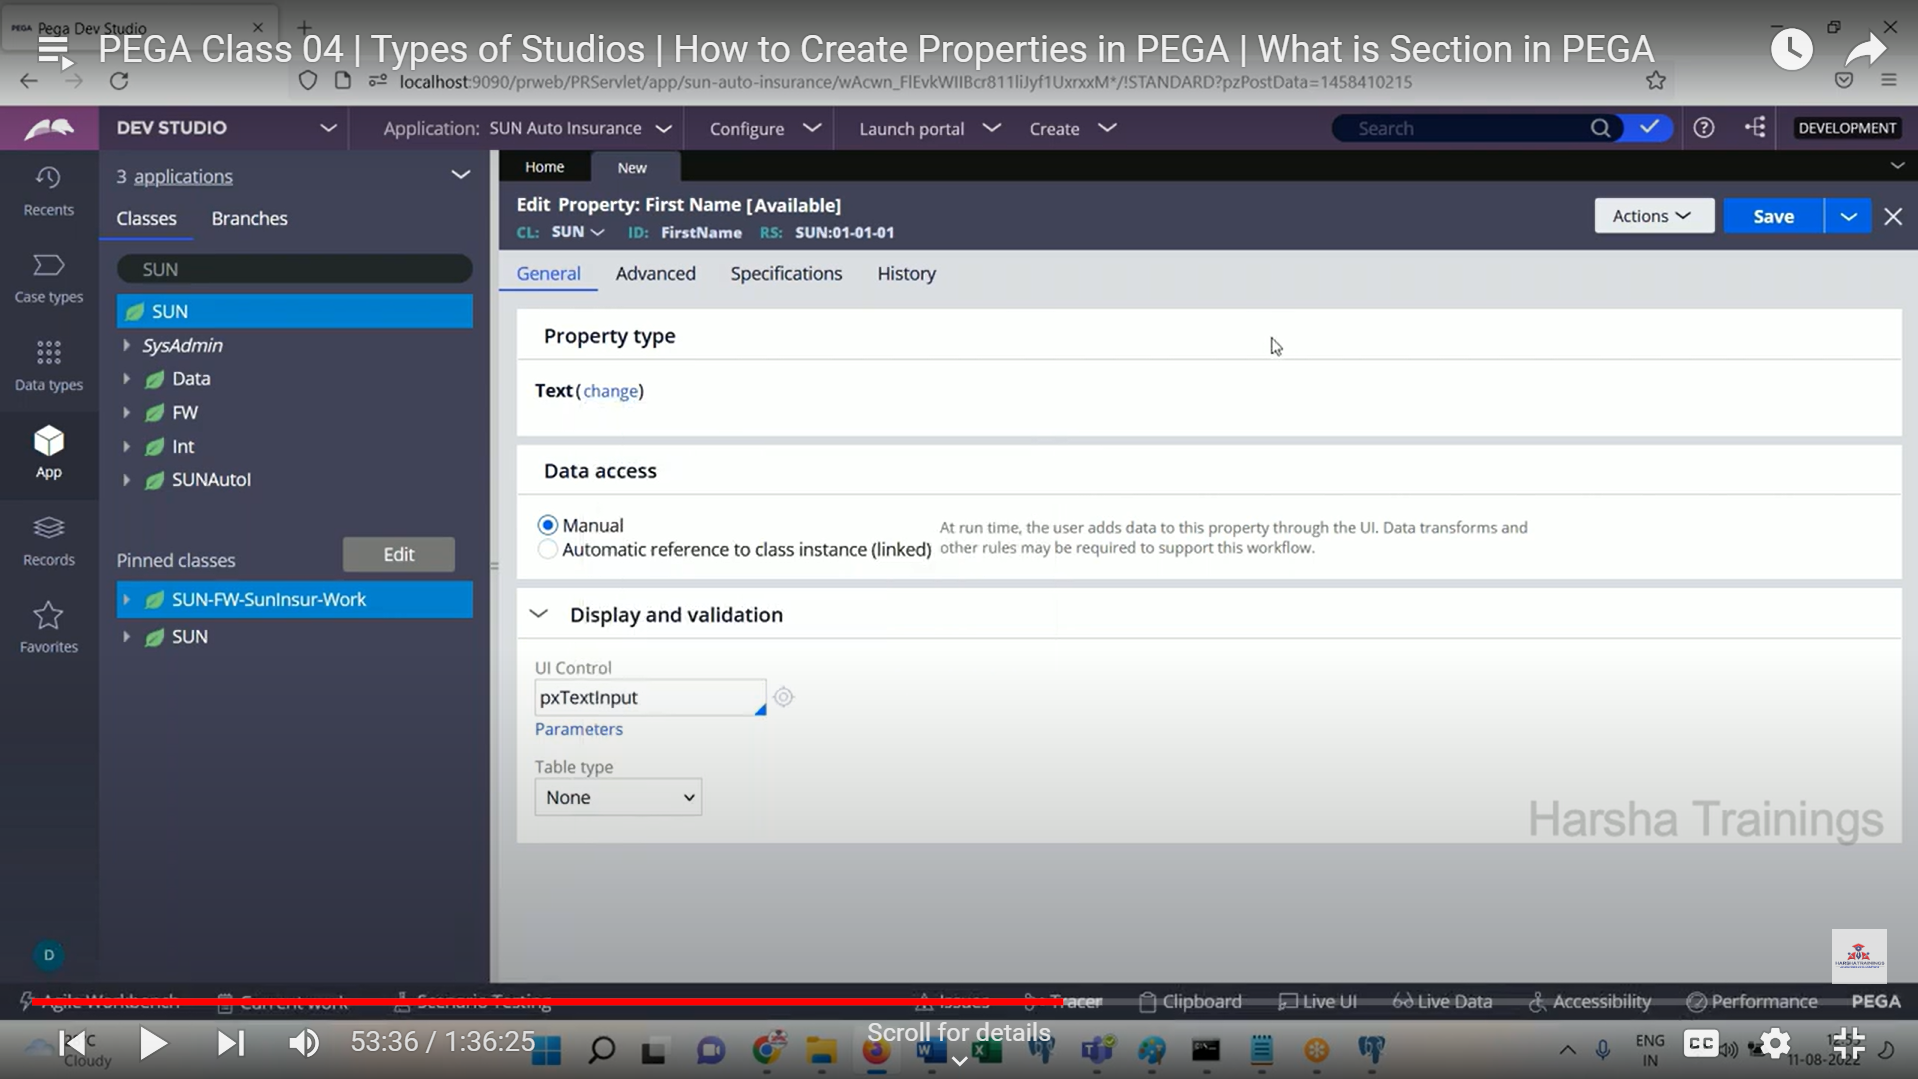 PEGA Pega Dev Studio
PEGA Class 04 | Types of Studios | How to Create Properties in PEGA | What is Section in PEGA
localhost:9090/prweb/PRServlet/app/sun-auto-insurance/
!STANDARD?pzPostData=1458410215
DEV STUDIO
Application: SUN Auto Insurance
Configure
Launch portal
Create
Search
DEVELOPMENT
Recents
Case types
Data types
App
Records
Favorites
D
3 applications
Classes Branches
SUN
SUN
SysAdmin
Data
FW
Int
SUNAutoI
Pinned classes Edit
SUN-FW-SunInsur-Work
SUN
Home New
Edit Property: First Name [Available]
CL: SUN ID: FirstName RS: SUN:01-01-01
Actions Save
General Advanced Specifications History
Property type
Text (change)
Data access
Manual
Automatic reference to class instance (linked)
At run time, the user adds data to this property through the UI. Data transforms and
other rules may be required to support this workflow.
Display and validation
UI Control
pxTextInput
Parameters
Table type
None
Harsha Trainings
HARSHA TRAININGS
Agile Workbench Current work Scenario Testing Issues Tracer Clipboard Live UI Live Data Accessibility Performance PEGA
53:36 / 1:36:25
Scroll for details
Cloudy
ENG
IN
CC
11-08-2022